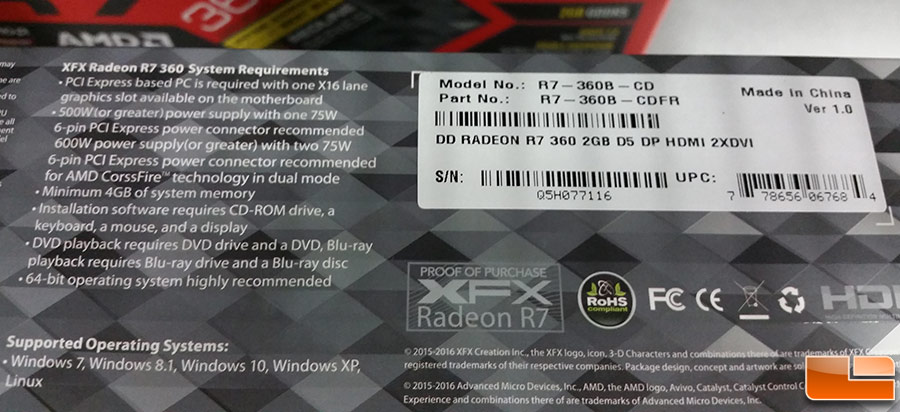 36
AMD
2GB GDDR5
may
XFX Radeon R7 360 System Requirements
• PCI Express based PC is required with one X16 lane
graphics slot available on the motherboard
• 500W(or greater) power supply with one 75W
6-pin PCI Express power connector recommended
600W power supply(or greater) with two 75W
6-pin PCI Express power connector recommended
for AMD CorssFire™ technology in dual mode
• Minimum 4GB of system memory
• Installation software requires CD-ROM drive, a
keyboard, a mouse, and a display
• DVD playback requires DVD drive and a DVD, Blu-ray
playback requires Blu-ray drive and a Blu-ray disc
• 64-bit operating system highly recommended
Supported Operating Systems:
• Windows 7, Windows 8.1, Windows 10, Windows XP,
Linux
Model No.: R7-360B-CD
Part No.: R7-360B-CDFR
Made in China
Ver 1.0
DD RADEON R7 360 2GB D5 DP HDMI 2XDVI
S/N:
Q5H077116
UPC:
7 78656 06768 4
PROOF OF PURCHASE
XFX
Radeon R7
RoHS
compliant
FC CE
HDMI
© 2015-2016 XFX Creation Inc., the XFX logo, icon, 3-D Characters and combinations there of are trademarks of XFX
registered trademarks of their respective companies. Package design, concept and artwork are
© 2015-2016 Advanced Micro Devices, Inc., AMD, the AMD logo, Avivo, Catalyst, Catalyst Control
Experience and combinations there of are trademarks of Advanced Micro Devices, Inc.